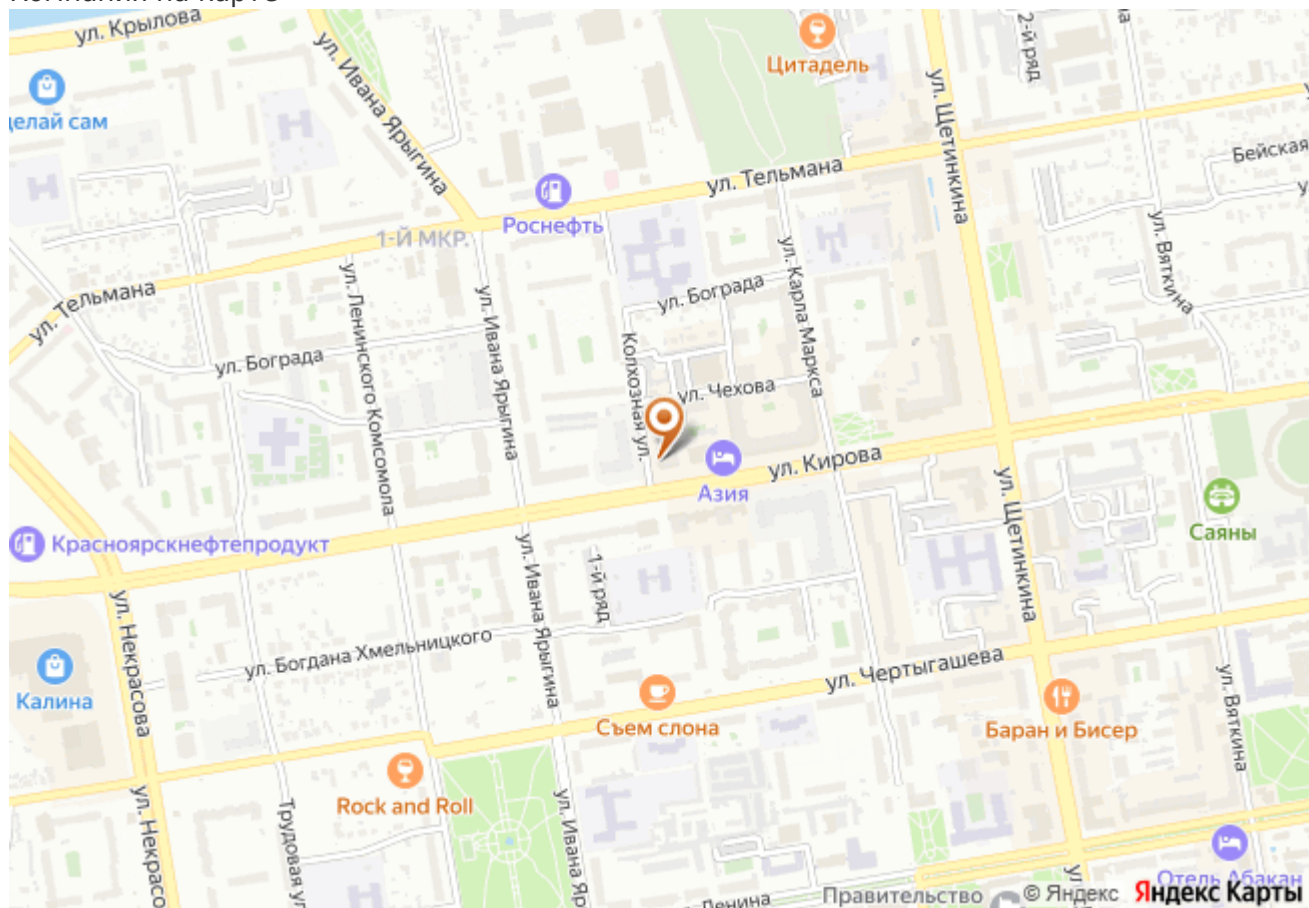 ул. Крылова
ул. Ивана Ярыгина
Цитадель
2-й ряд
ул. Щетинкина
елай сам
Бейская
ул. Тельмана
Роснефть
1-Й МКР.
ул. Вяткина
ул. Карла Маркса
ул. Тельмана
ул. Ленинского Комсомола
ул. Ивана Ярыгина
ул. Бограда
Колхозная ул.
ул. Бограда
ул. Чехова
ул. Кирова
Азия
ул. Щетинкина
Саяны
Красноярскнефтепродукт
ул. Ивана Ярыгина
1-й ряд
ул. Некрасова
ул. Богдана Хмельницкого
ул. Чертыгашева
ул. Вяткина
Калина
Съем слона
Баран и Бисер
Rock and Roll
ул. Некрасо
Трудовая ул
ул. Ивана Яр
Ленина
Правительство
Отель Абакан
© Яндекс Яндекс Карты